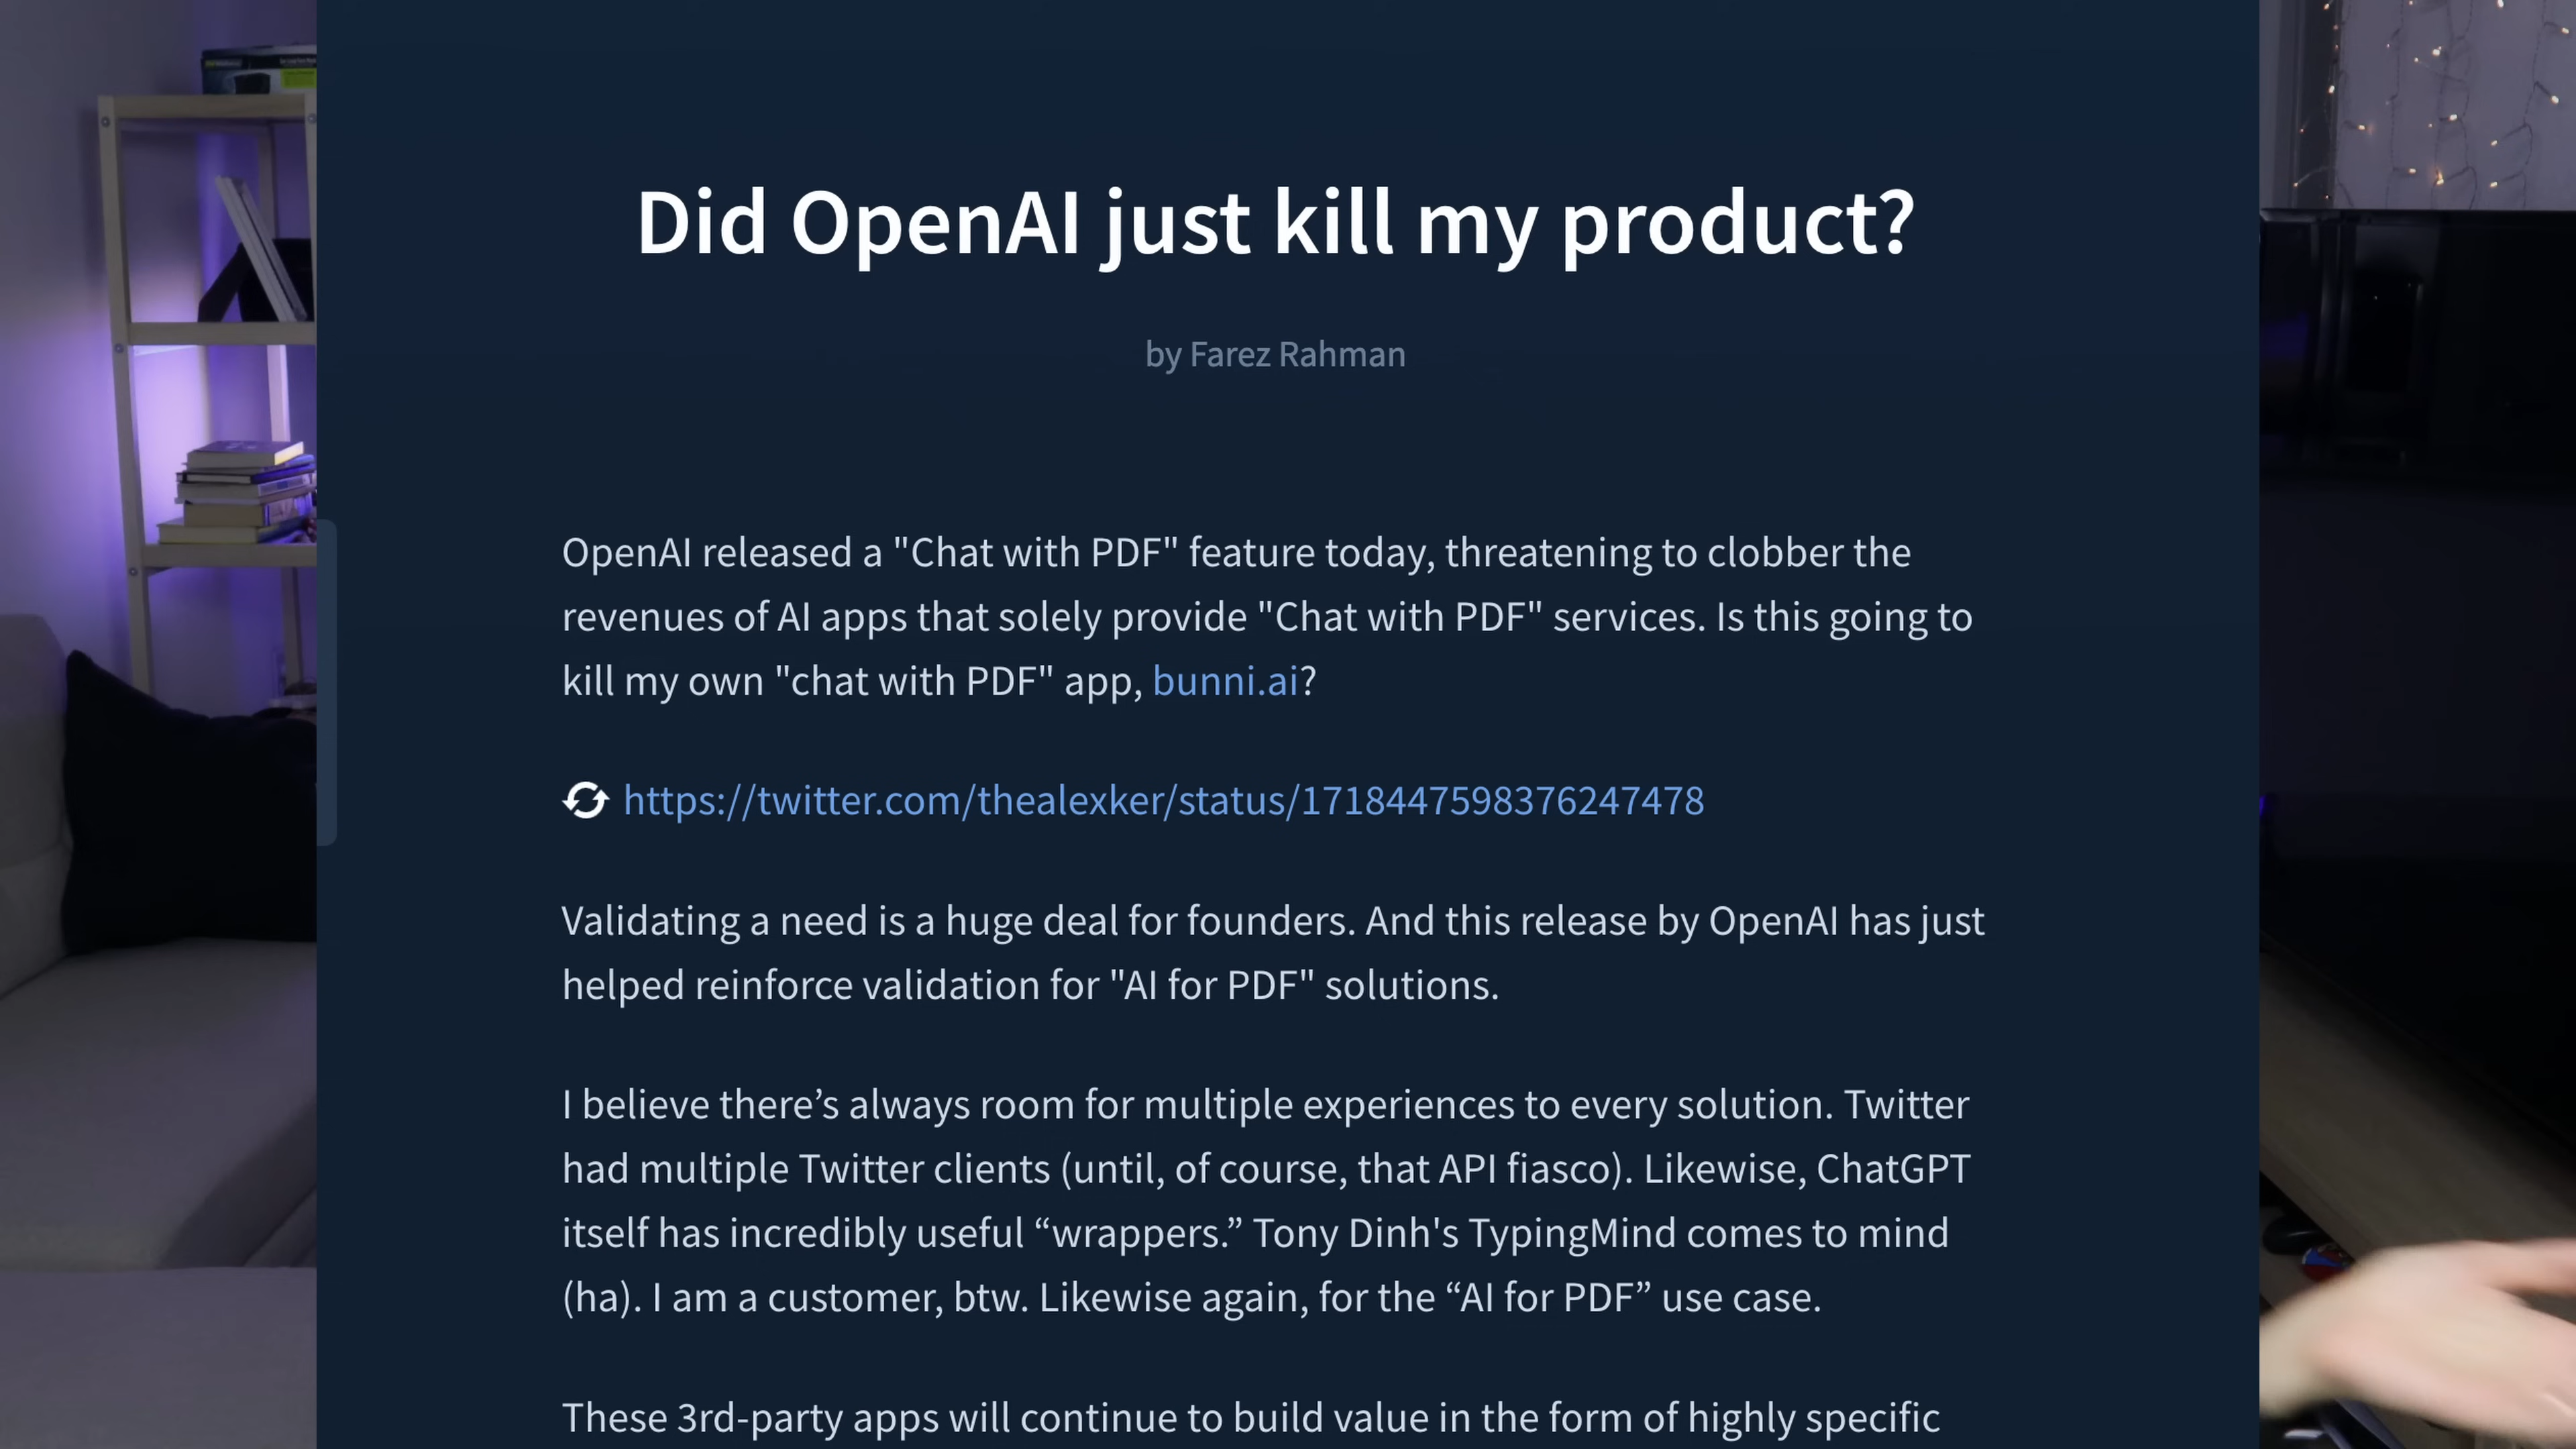 Did OpenAI just kill my product?
by Farez Rahman
OpenAI released a "Chat with PDF" feature today, threatening to clobber the
revenues of AI apps that solely provide "Chat with PDF" services. Is this going to
kill my own "chat with PDF" app, bunni.ai?
https://twitter.com/thealexker/status/1718447598376247478
Validating a need is a huge deal for founders. And this release by OpenAI has just
helped reinforce validation for "AI for PDF" solutions.
I believe there’s always room for multiple experiences to every solution. Twitter
had multiple Twitter clients (until, of course, that API fiasco). Likewise, ChatGPT
itself has incredibly useful “wrappers.” Tony Dinh's TypingMind comes to mind
(ha). I am a customer, btw. Likewise again, for the “AI for PDF” use case.
These 3rd-party apps will continue to build value in the form of highly specific